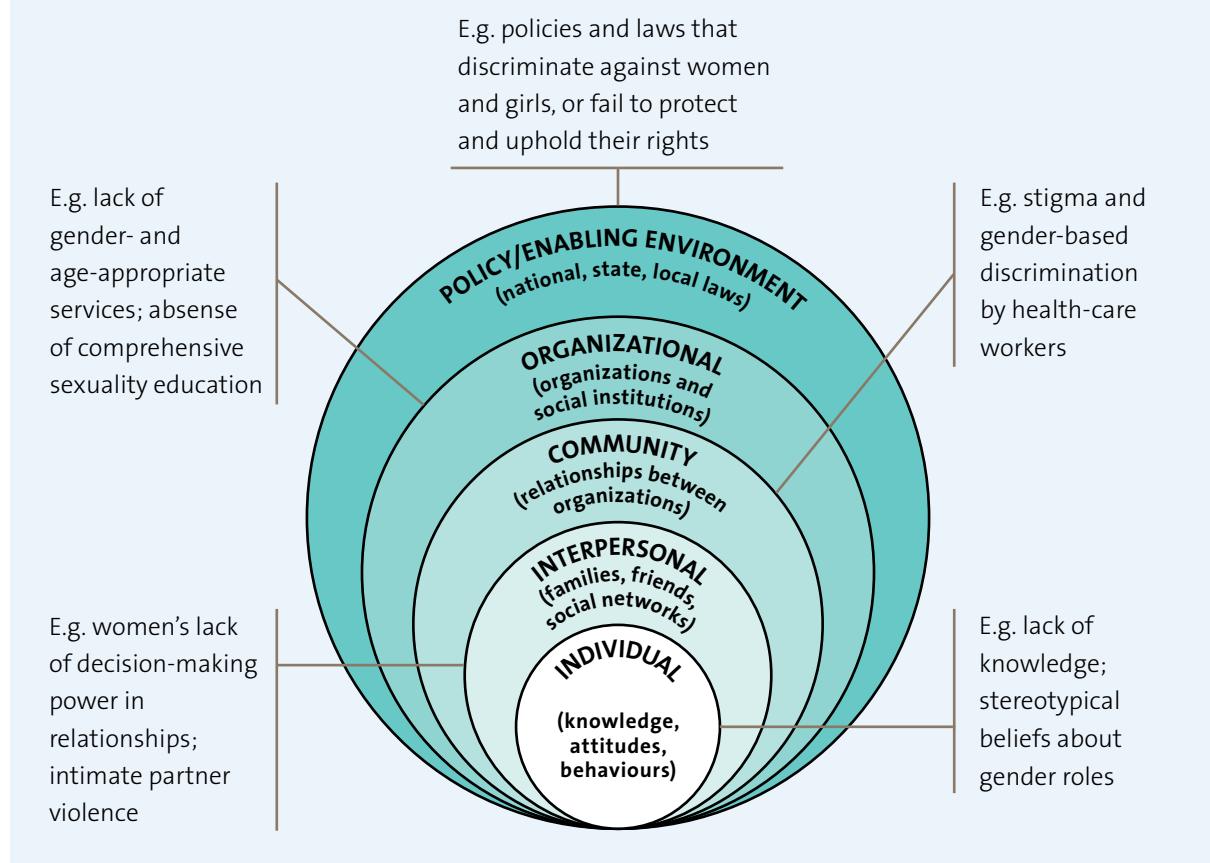 E.g. policies and laws that
discriminate against women
and girls, or fail to protect
and uphold their rights
E.g. lack of
gender- and
age-appropriate
services; absense
of comprehensive
sexuality education
E.g. stigma and
gender-based
discrimination
by health-care
workers
POLICY/ENABLING ENVIRONMENT
(national, state, local laws)
ORGANIZATIONAL
(organizations and
social institutions)
COMMUNITY
(relationships between
organizations)
INTERPERSONAL
(families, friends,
social networks)
INDIVIDUAL
(knowledge,
attitudes,
behaviours)
E.g. women’s lack
of decision-making
power in
relationships;
intimate partner
violence
E.g. lack of
knowledge;
stereotypical
beliefs about
gender roles